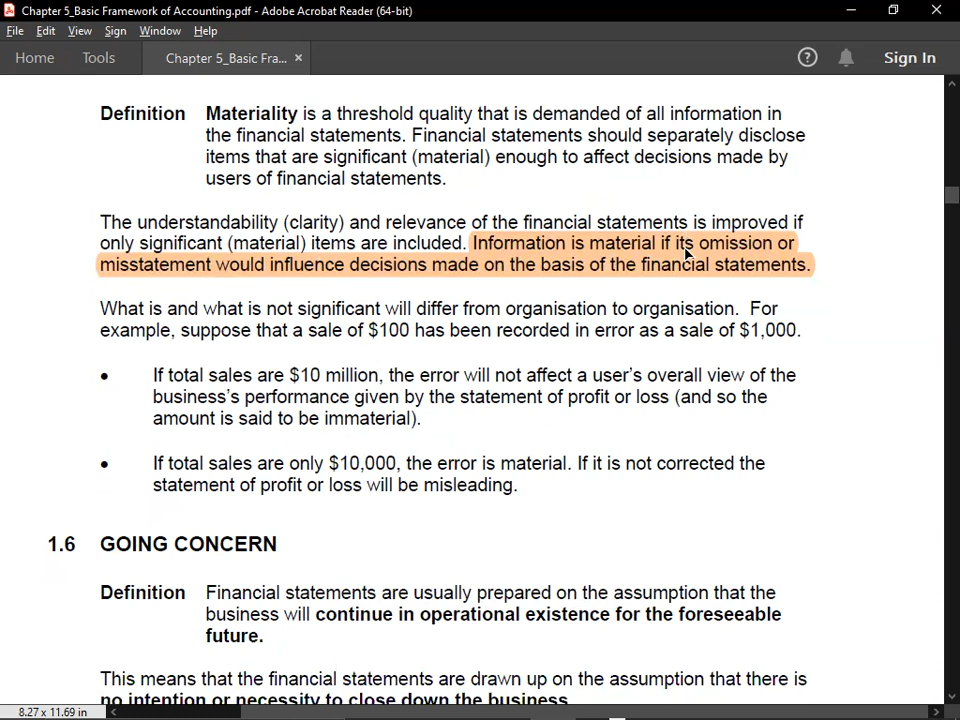 Chapter 5_Basic Framework of Accounting.pdf - Adobe Acrobat Reader (64-bit)
File Edit View Sign Window Help
Home Tools Chapter 5_Basic Fra... × ? Sign In
Definition Materiality is a threshold quality that is demanded of all information in
the financial statements. Financial statements should separately disclose
items that are significant (material) enough to affect decisions made by
users of financial statements.
The understandability (clarity) and relevance of the financial statements is improved if
only significant (material) items are included. Information is material if its omission or
misstatement would influence decisions made on the basis of the financial statements.
What is and what is not significant will differ from organisation to organisation. For
example, suppose that a sale of $100 has been recorded in error as a sale of $1,000.
• If total sales are $10 million, the error will not affect a user's overall view of the
business's performance given by the statement of profit or loss (and so the
amount is said to be immaterial).
• If total sales are only $10,000, the error is material. If it is not corrected the
statement of profit or loss will be misleading.
1.6 GOING CONCERN
Definition Financial statements are usually prepared on the assumption that the
business will continue in operational existence for the foreseeable
future.
This means that the financial statements are drawn up on the assumption that there is
no intention or necessity to close down the business.
8.27 x 11.69 in